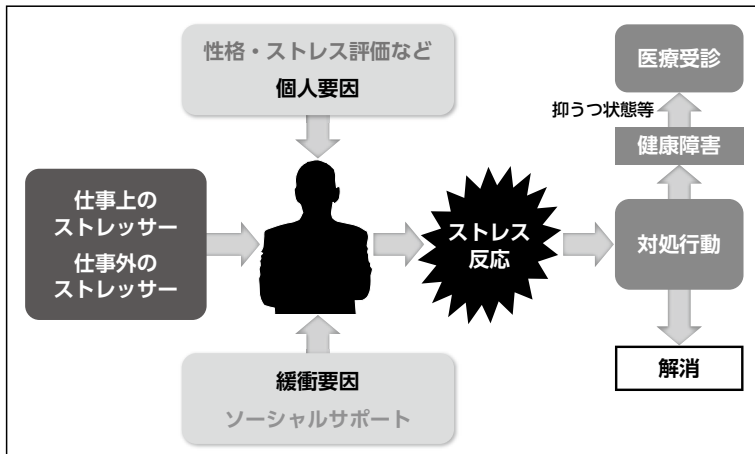 性格・ストレス評価など
個人要因
仕事上の
ストレッサー
仕事外の
ストレッサー
ストレス
反応
緩衝要因
ソーシャルサポート
医療受診
抑うつ状態等
健康障害
対処行動
解消